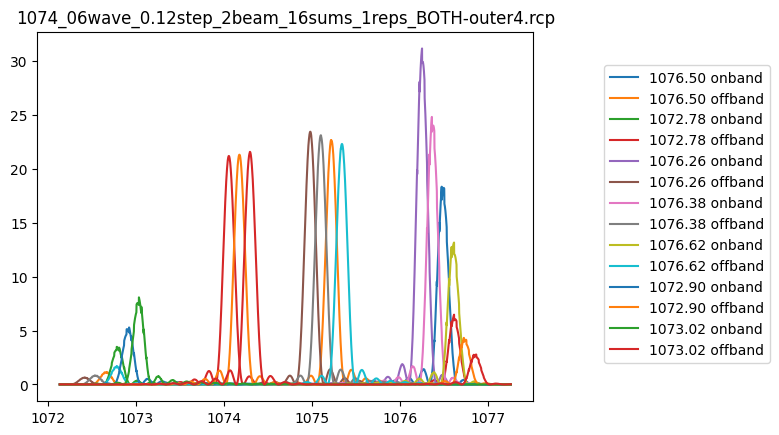 1074_06wave_0.12step_2beam_16sums_1reps_BOTH-outer4.rcp
30
25
20
15
10
5
0
1072
1073
1074
1075
1076
1077
1076.50 onband
1076.50 offband
1072.78 onband
1072.78 offband
1076.26 onband
1076.26 offband
1076.38 onband
1076.38 offband
1076.62 onband
1076.62 offband
1072.90 onband
1072.90 offband
1073.02 onband
1073.02 offband